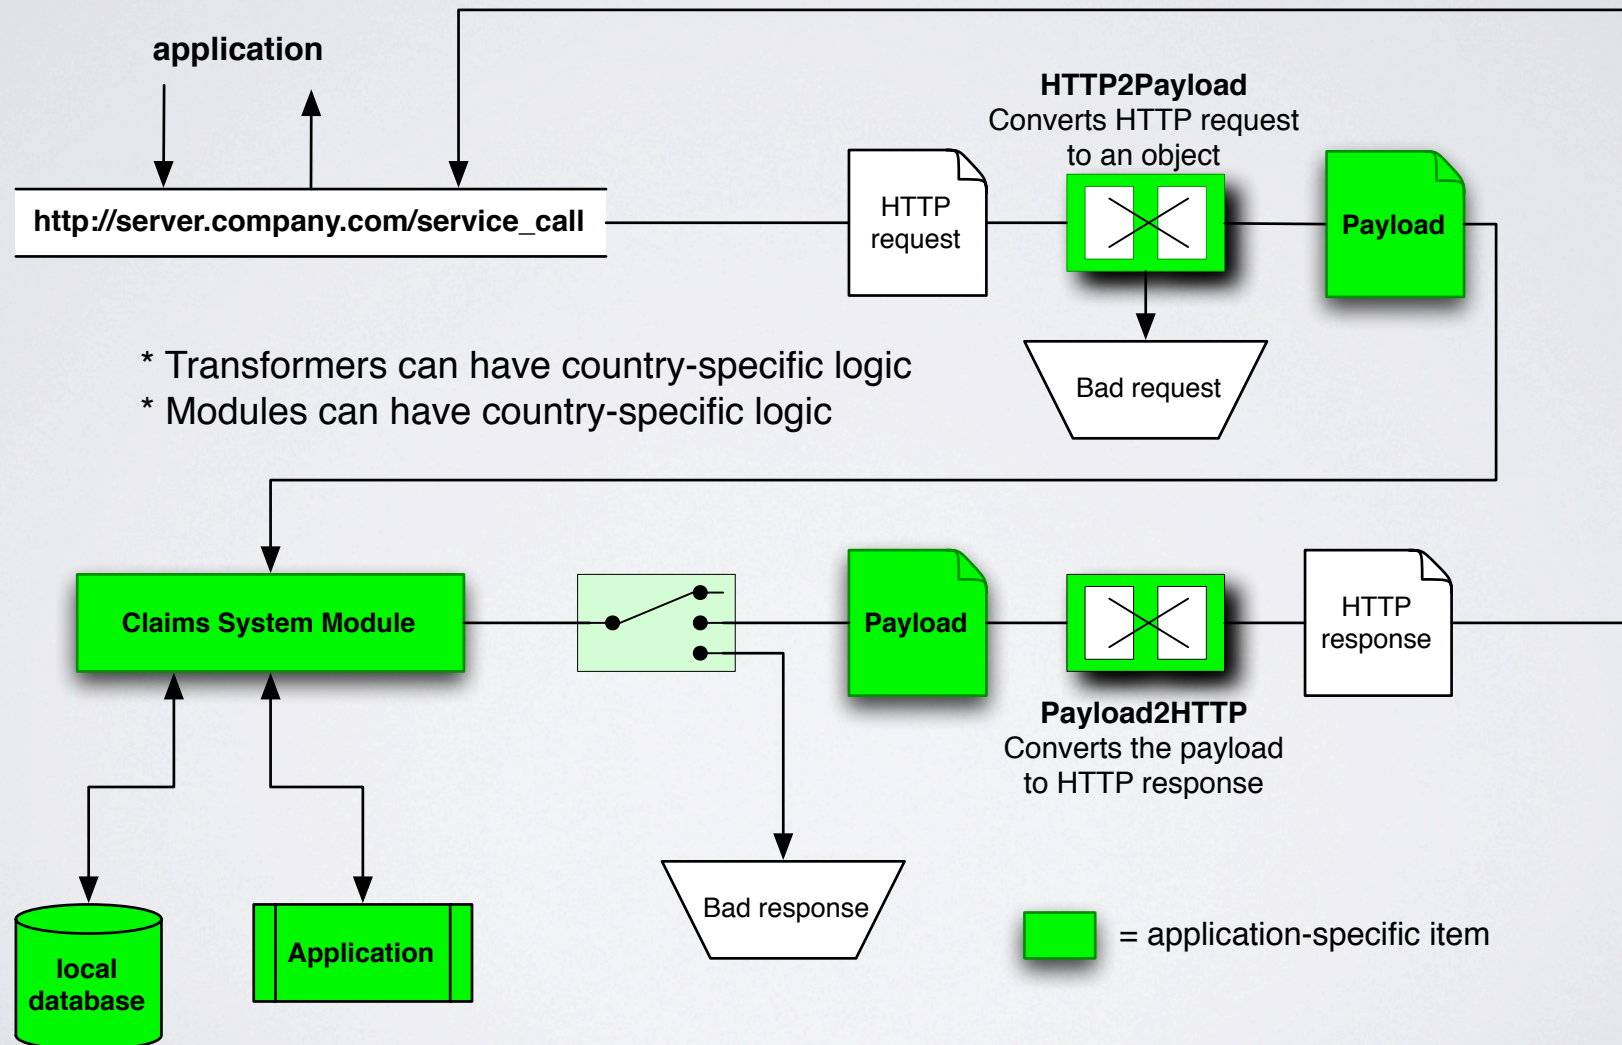 application
HTTP2Payload
Converts HTTP request
to an object
http://server.company.com/service_call
HTTP
request
Payload
* Transformers can have country-specific logic
* Modules can have country-specific logic
Bad request
Claims System Module
Payload
HTTP
response
Payload2HTTP
Converts the payload
to HTTP response
local
database
Application
Bad response
= application-specific item